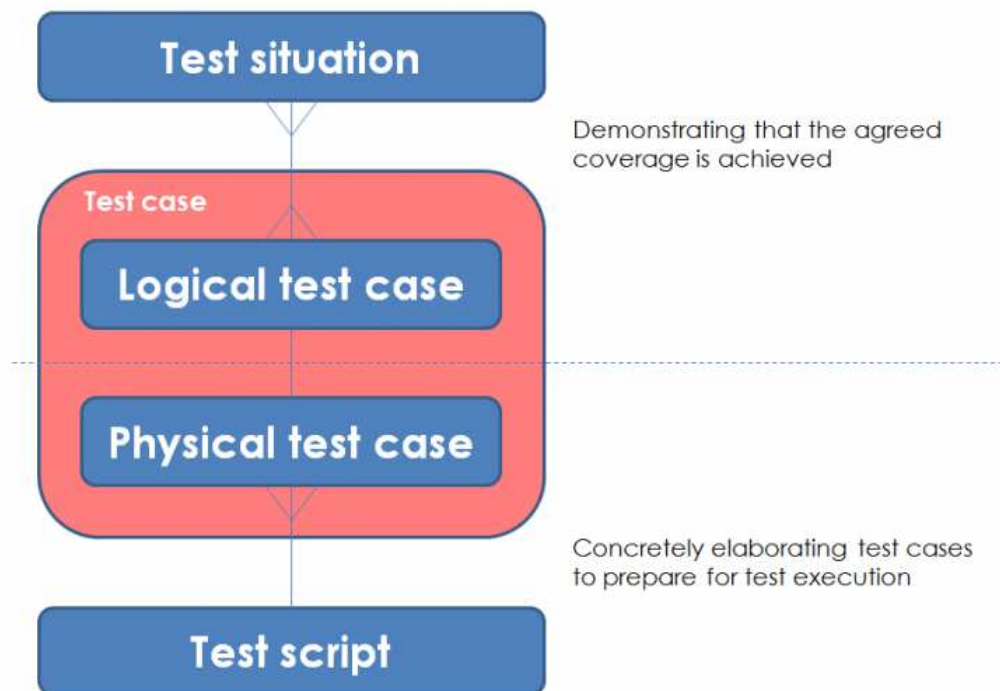 Test situation
Demonstrating that the agreed
coverage is achieved
Test case
Logical test case
Physical test case
Concretely elaborating test cases
to prepare for test execution
Test script